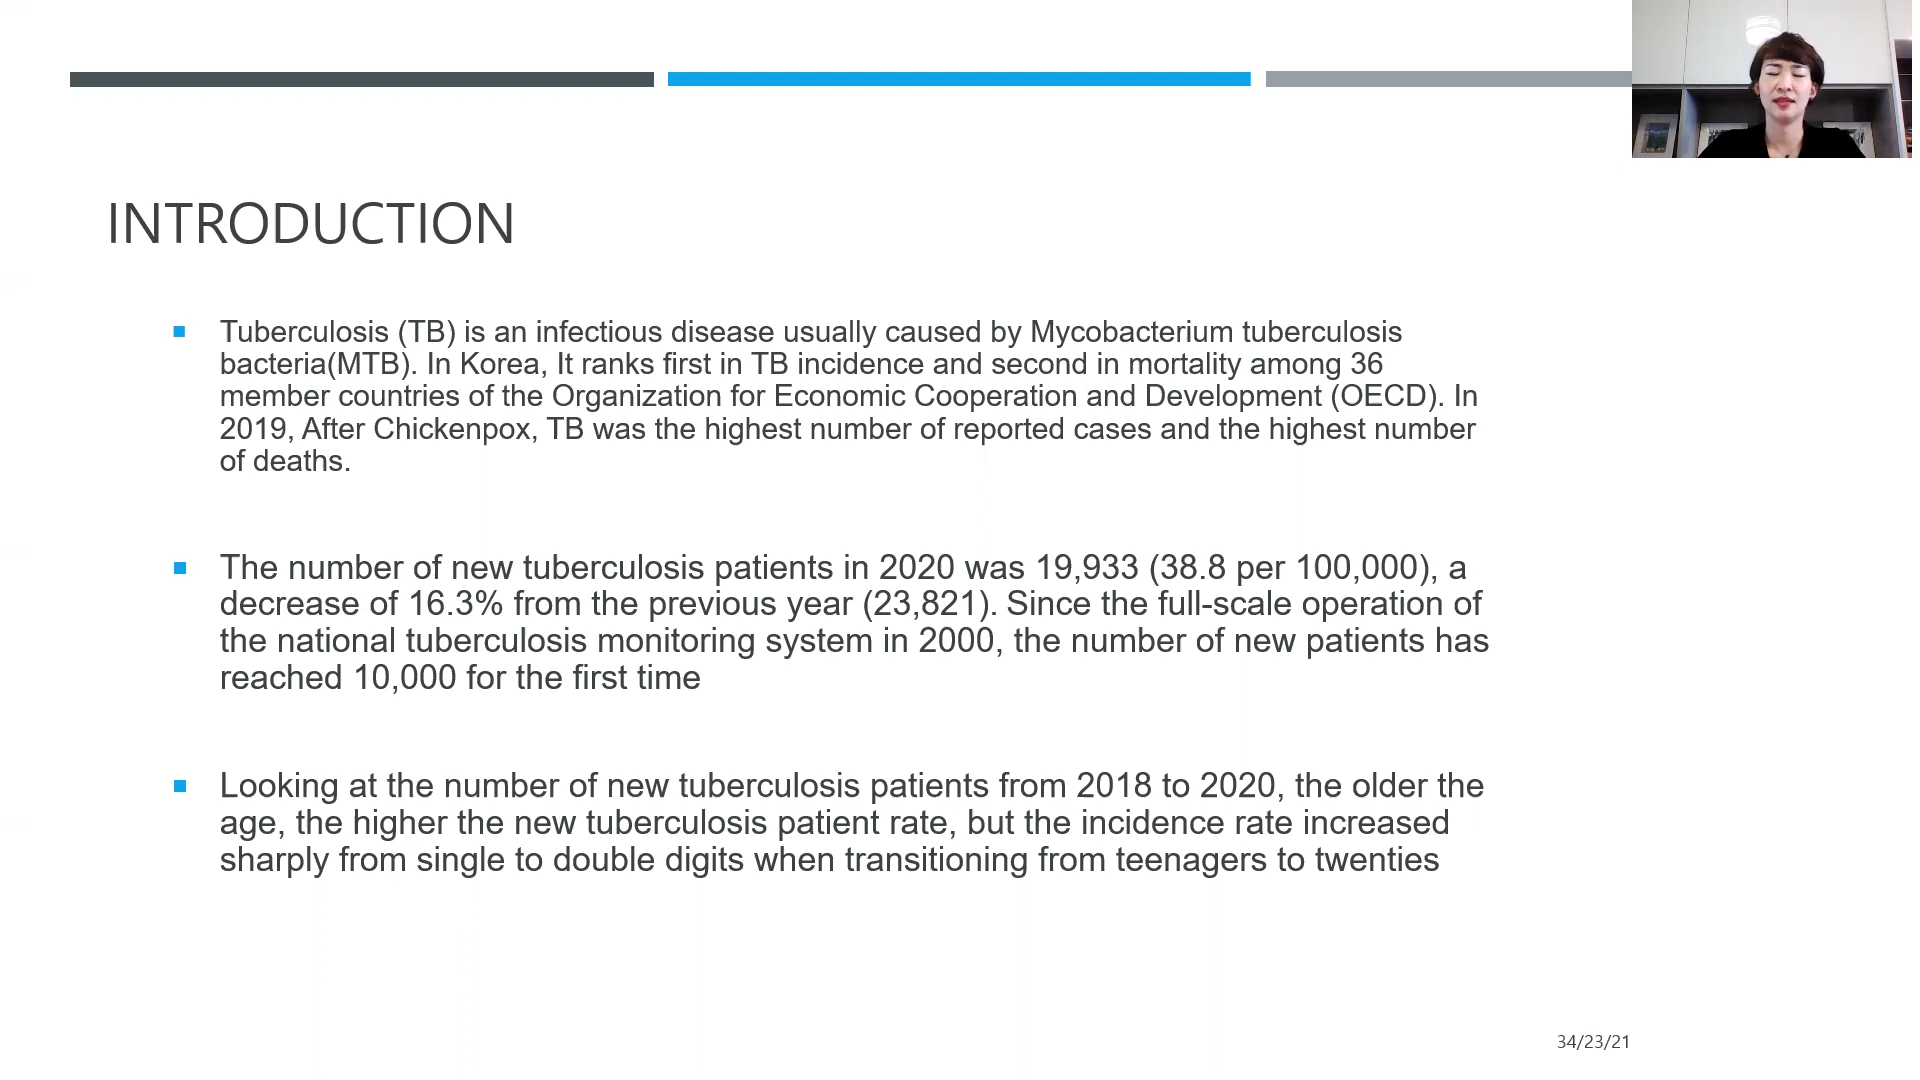 INTRODUCTION
Tuberculosis (TB) is an infectious disease usually caused by Mycobacterium tuberculosis
bacteria(MTB). In Korea, It ranks first in TB incidence and second in mortality among 36
member countries of the Organization for Economic Cooperation and Development (OECD). In
2019, After Chickenpox, TB was the highest number of reported cases and the highest number
of deaths.
The number of new tuberculosis patients in 2020 was 19,933 (38.8 per 100,000), a
decrease of 16.3% from the previous year (23,821). Since the full-scale operation of
the national tuberculosis monitoring system in 2000, the number of new patients has
reached 10,000 for the first time
Looking at the number of new tuberculosis patients from 2018 to 2020, the older the
age, the higher the new tuberculosis patient rate, but the incidence rate increased
sharply from single to double digits when transitioning from teenagers to twenties
34/23/21